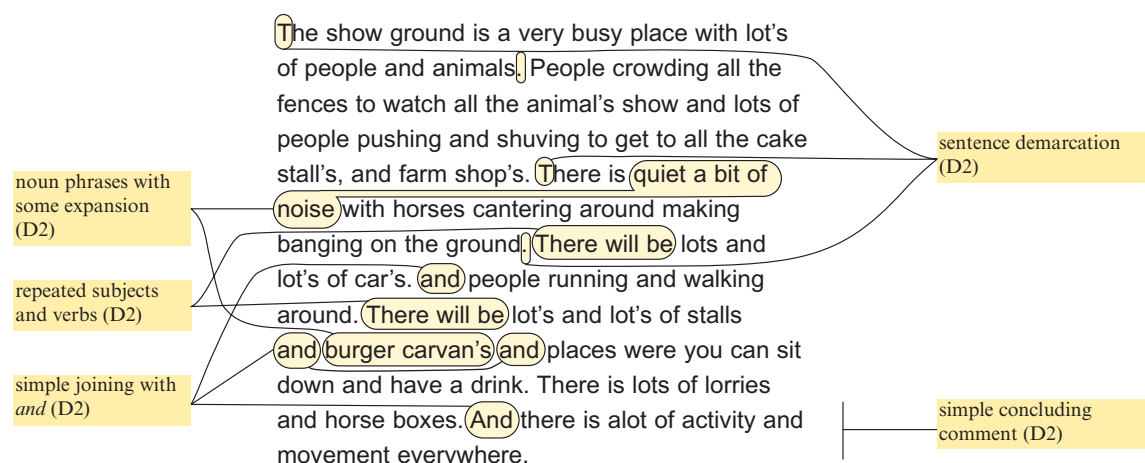 The show ground is a very busy place with lot's
of people and animals. People crowding all the
fences to watch all the animal's show and lots of
people pushing and shuving to get to all the cake
stall's, and farm shop's. There is quiet a bit of
noise with horses cantering around making
banging on the ground. There will be lots and
lot's of car's. and people running and walking
around. There will be lot's and lot's of stalls
and burger carvan's and places were you can sit
down and have a drink. There is lots of lorries
and horse boxes. And there is alot of activity and
movement everywhere.
noun phrases with
some expansion
(D2)
repeated subjects
and verbs (D2)
simple joining with
and (D2)
sentence demarcation
(D2)
simple concluding
comment (D2)